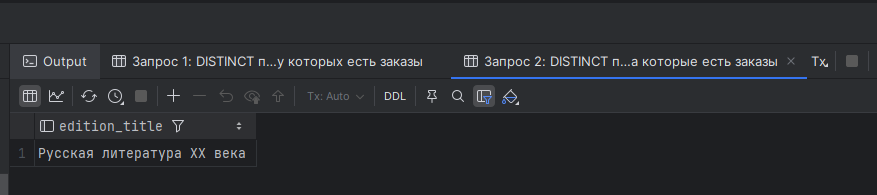 Output
Запрос 1: DISTINCT п...у которых есть заказы
Запрос 2: DISTINCT п...а которые есть заказы
Tx
Tx: Auto
DDL
edition_title
1 Русская литература XX века